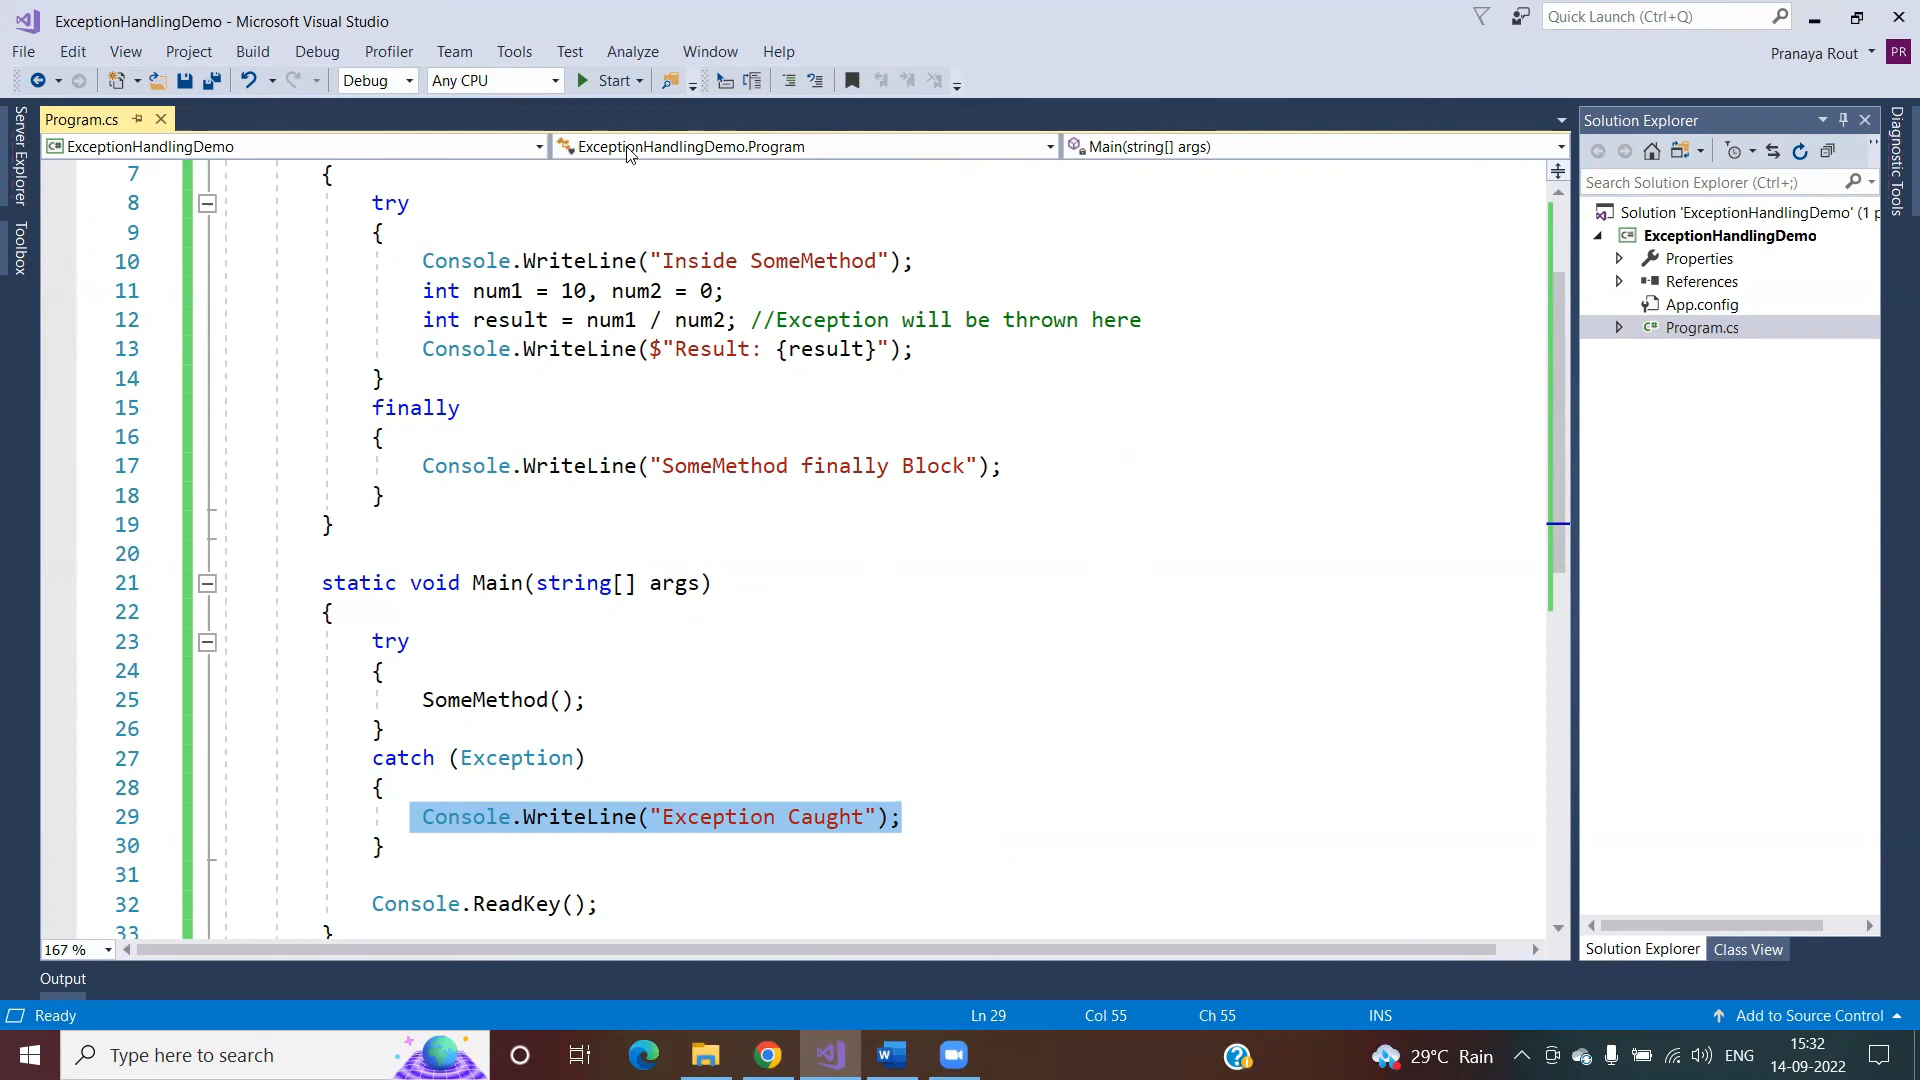 ExceptionHandlingDemo - Microsoft Visual Studio
Quick Launch (Ctrl+Q)
File Edit View Project Build Debug Profiler Team Tools Test Analyze Window Help
Pranaya Rout PR
Debug Any CPU Start
Server Explorer
Toolbox
Program.cs
ExceptionHandlingDemo ExceptionHandlingDemo.Program Main(string[] args)
7 {
8 try
9 {
10 Console.WriteLine("Inside SomeMethod");
11 int num1 = 10, num2 = 0;
12 int result = num1 / num2; //Exception will be thrown here
13 Console.WriteLine($"Result: {result}");
14 }
15 finally
16 {
17 Console.WriteLine("SomeMethod finally Block");
18 }
19 }
20
21 static void Main(string[] args)
22 {
23 try
24 {
25 SomeMethod();
26 }
27 catch (Exception)
28 {
29 Console.WriteLine("Exception Caught");
30 }
31
32 Console.ReadKey();
33 }
167 %
Solution Explorer
Search Solution Explorer (Ctrl+;)
Solution 'ExceptionHandlingDemo' (1 p
C# ExceptionHandlingDemo
Properties
References
App.config
C# Program.cs
Solution Explorer Class View
Diagnostic Tools
Output
Ready Ln 29 Col 55 Ch 55 INS Add to Source Control
Type here to search
29°C Rain ENG
15:32
14-09-2022